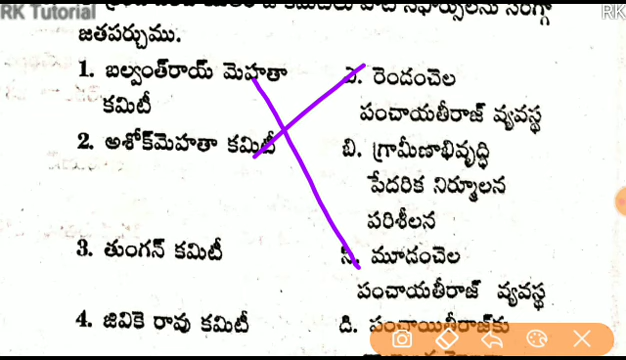 RK Tutorial
RK
జతపర్చుము.
1. బల్వంత్‌రాయ్ మెహతా
కమిటీ
2. అశోక్‌మెహతా కమిటీ
3. తుంగన్ కమిటీ
4. జివికె రావు కమిటీ
ఎ. రెండంచెల
పంచాయతీరాజ్ వ్యవస్థ
బి. గ్రామీణాభివృద్ధి
పేదరిక నిర్మూలన
పరిశీలన
సి. మూడంచెల
పంచాయతీరాజ్ వ్యవస్థ
డి. పంచాయితీరాజ్‌కు